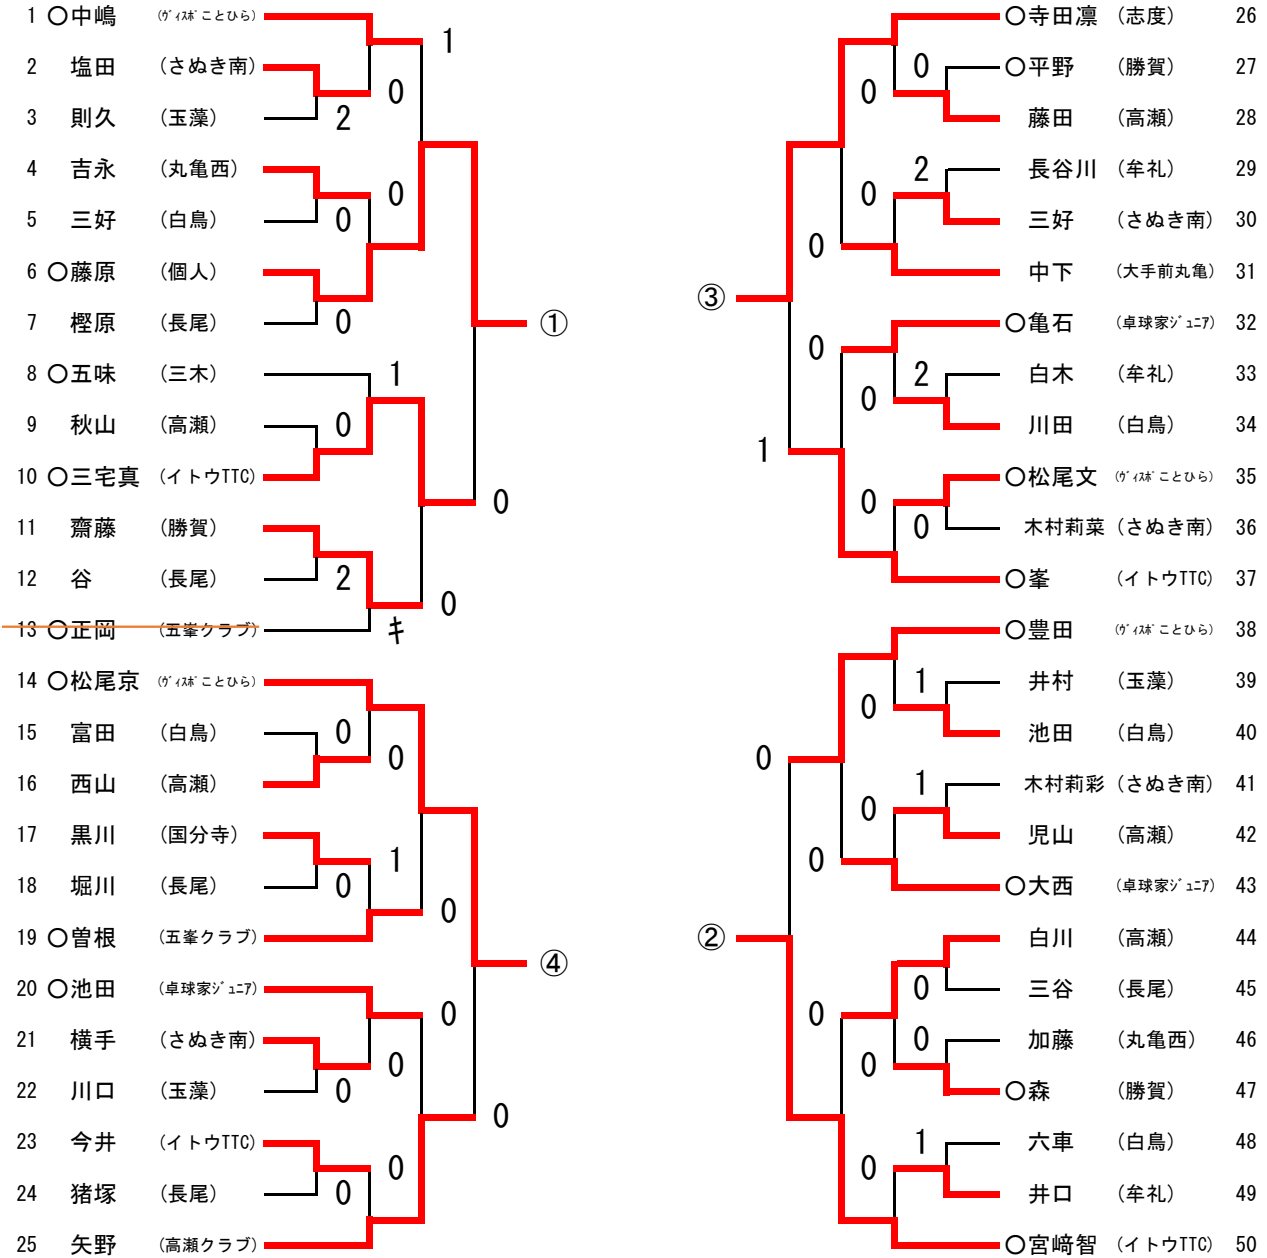 1 ○中嶋 (ヴィスポことひら)
1
2 塩田 (さぬき南)
0
3 則久 (玉藻)
2
4 吉永 (丸亀西)
0
5 三好 (白鳥)
0
6 ○藤原 (個人)
7 樫原 (長尾)
0
①
8 ○五味 (三木)
1
9 秋山 (高瀬)
0
10 ○三宅真 (イトウTTC)
0
11 齋藤 (勝賀)
12 谷 (長尾)
2
0
13 ○正岡 (五峯クラブ)
キ
14 ○松尾京 (ヴィスポことひら)
15 富田 (白鳥)
0
0
16 西山 (高瀬)
17 黒川 (国分寺)
1
18 堀川 (長尾)
0
0
19 ○曽根 (五峯クラブ)
④
20 ○池田 (卓球家ジュニア)
0
21 横手 (さぬき南)
0
22 川口 (玉藻)
0
0
23 今井 (イトウTTC)
0
24 猪塚 (長尾)
0
25 矢野 (高瀬クラブ)
○寺田凛 (志度) 26
0
○平野 (勝賀) 27
0
藤田 (高瀬) 28
2
長谷川 (牟礼) 29
0
三好 (さぬき南) 30
0
中下 (大手前丸亀) 31
③
○亀石 (卓球家ジュニア) 32
0
2
白木 (牟礼) 33
0
川田 (白鳥) 34
1
○松尾文 (ヴィスポことひら) 35
0
0
木村莉菜 (さぬき南) 36
○峯 (イトウTTC) 37
○豊田 (ヴィスポことひら) 38
1
井村 (玉藻) 39
0
池田 (白鳥) 40
0
1
木村莉彩 (さぬき南) 41
0
児山 (高瀬) 42
0
○大西 (卓球家ジュニア) 43
②
白川 (高瀬) 44
0
三谷 (長尾) 45
0
0
加藤 (丸亀西) 46
0
○森 (勝賀) 47
1
六車 (白鳥) 48
0
井口 (牟礼) 49
○宮﨑智 (イトウTTC) 50